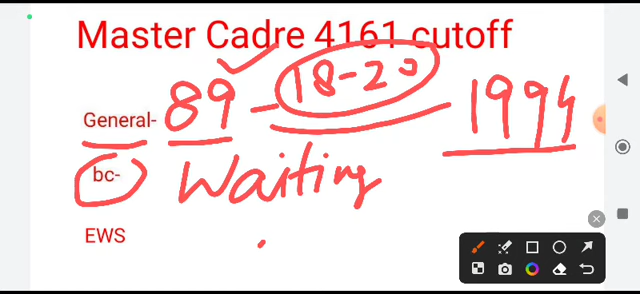 Master Cadre 4161 cutoff
General- 89 - 18-20 1994
bc- Waiting
EWS